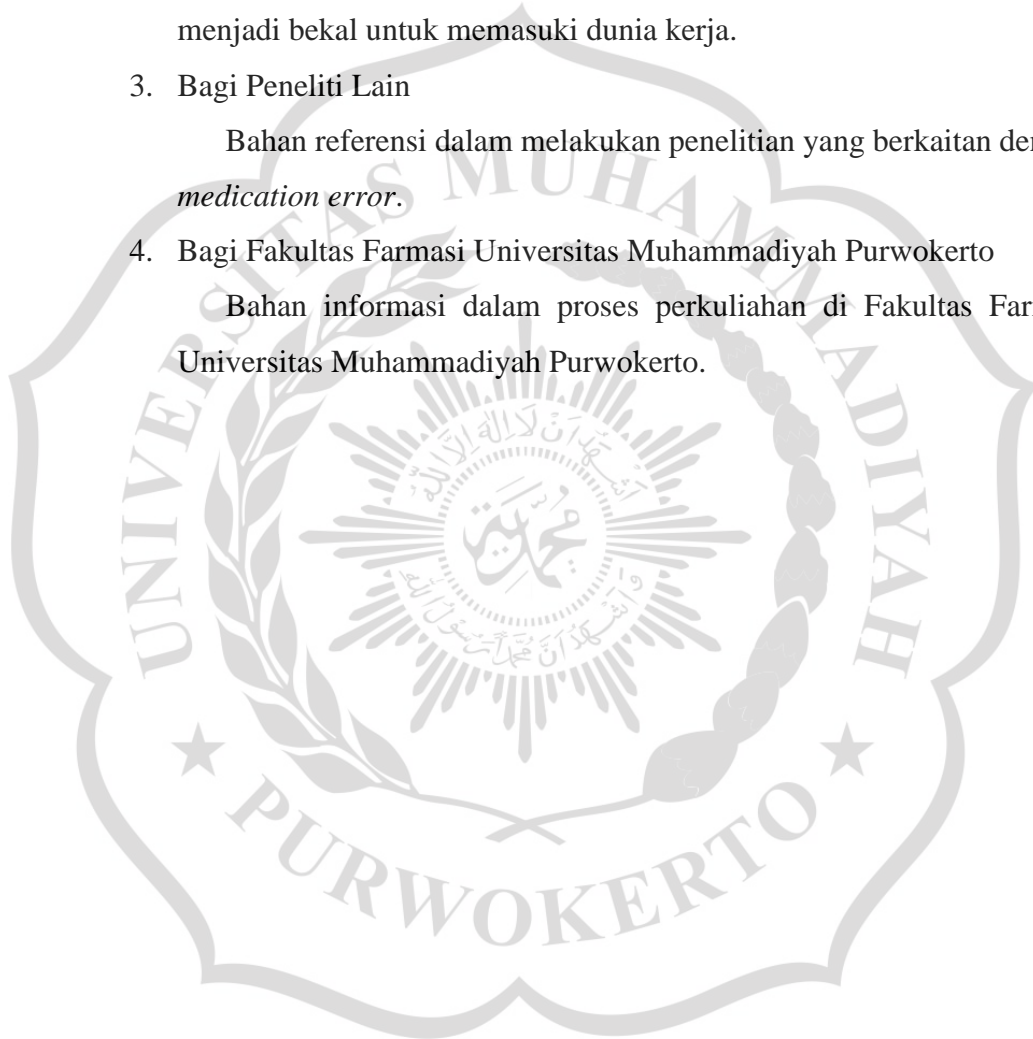 menjadi bekal untuk memasuki dunia kerja.
3. Bagi Peneliti Lain
Bahan referensi dalam melakukan penelitian yang berkaitan
medication error.
4. Bagi Fakultas Farmasi Universitas Muhammadiyah Purwokerto
Bahan informasi dalam proses perkuliahan di Fakultas
Universitas Muhammadiyah Purwokerto.
UNIVERSITAS MUHAMMADIYAH
PURWOKERTO